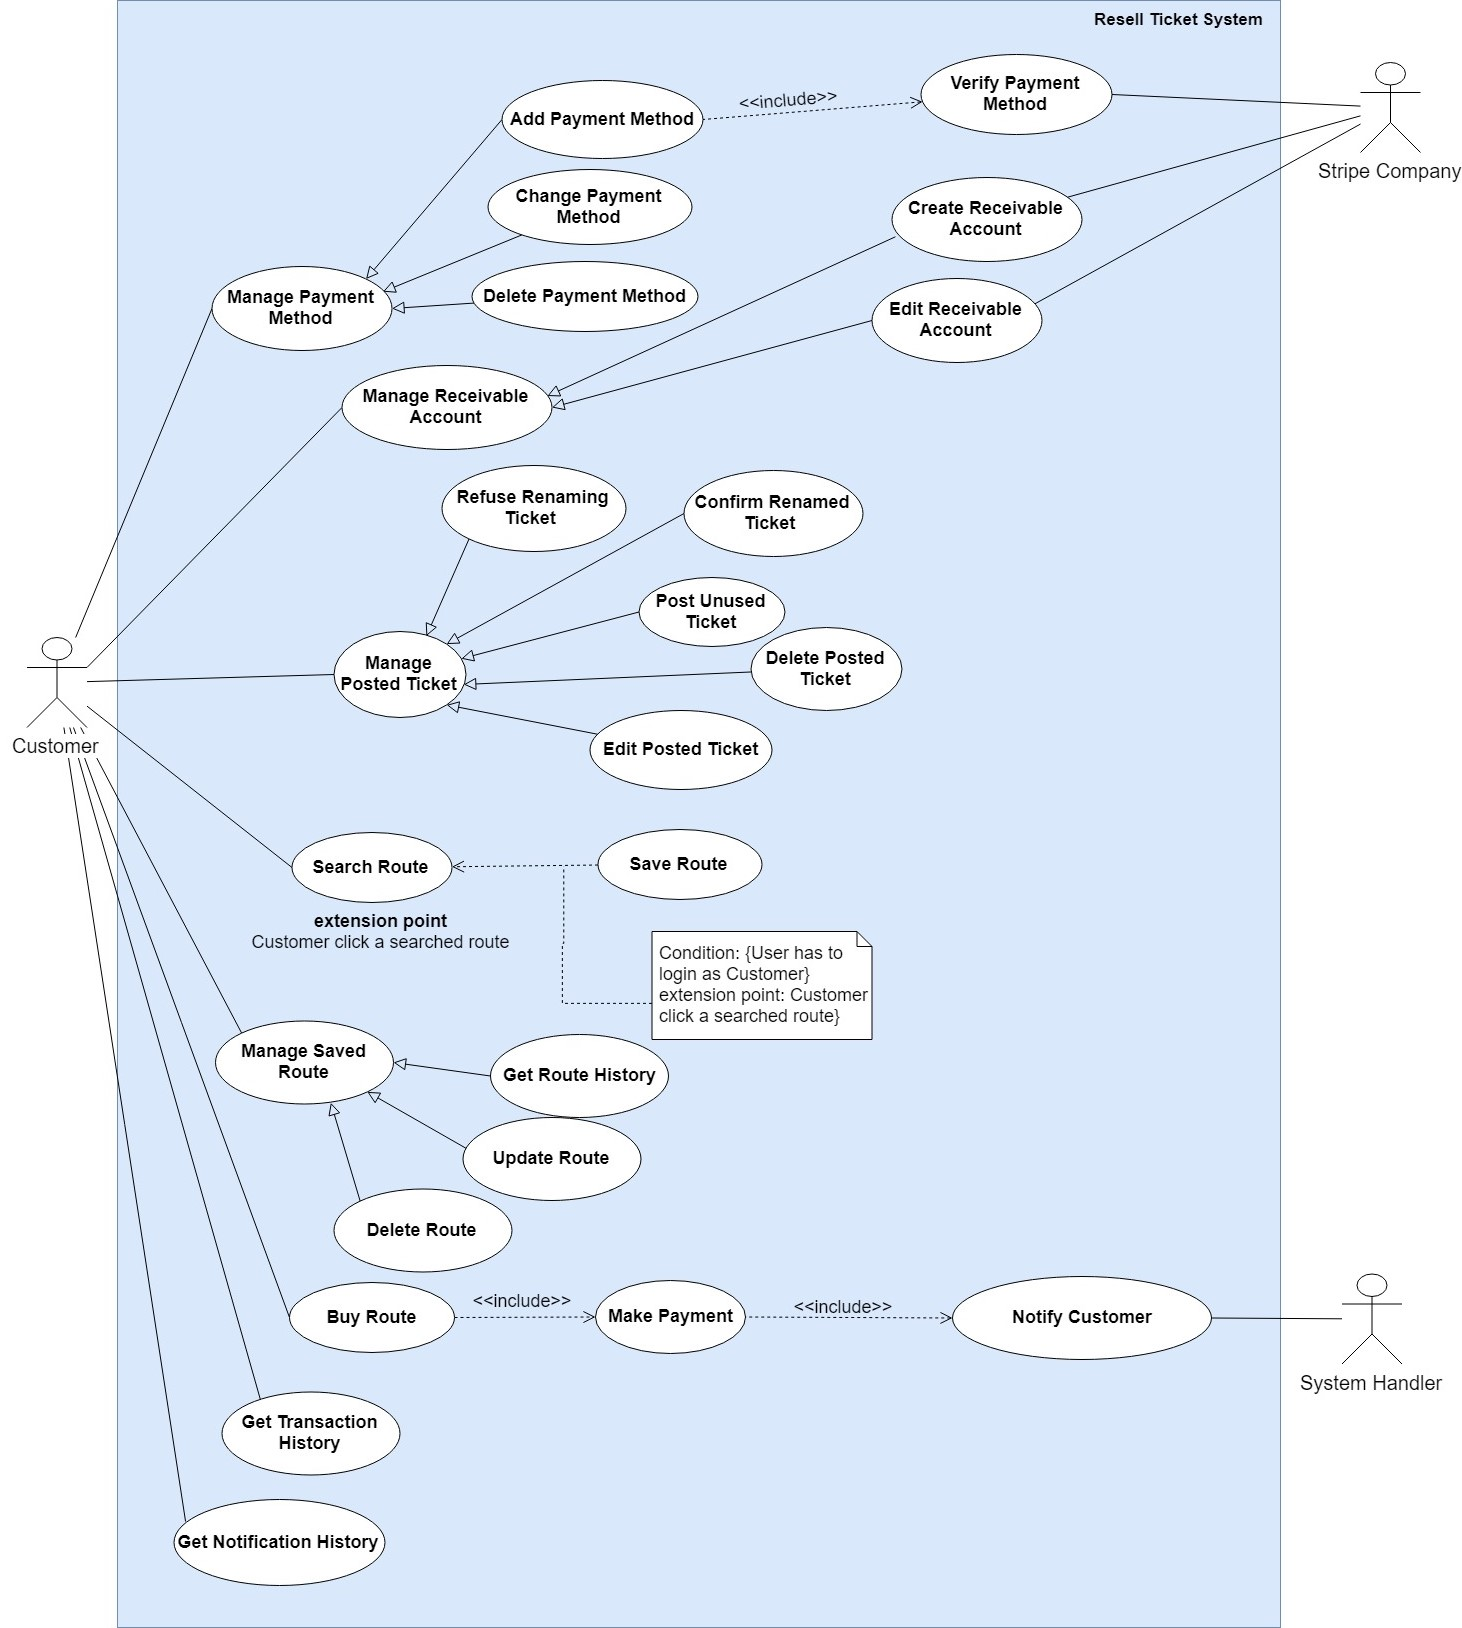 Resell Ticket System
Verify Payment
Method
<<include>>
Add Payment Method
Stripe Company
Change Payment
Method
Create Receivable
Account
Manage Payment
Method
Delete Payment Method
Edit Receivable
Account
Manage Receivable
Account
Refuse Renaming
Ticket
Confirm Renamed
Ticket
Post Unused
Ticket
Manage
Posted Ticket
Delete Posted
Ticket
Customer
Edit Posted Ticket
Search Route
Save Route
extension point
Customer click a searched route
Condition: {User has to
login as Customer}
extension point: Customer
click a searched route}
Manage Saved
Route
Get Route History
Update Route
Delete Route
Buy Route
<<include>>
Make Payment
<<include>>
Notify Customer
System Handler
Get Transaction
History
Get Notification History